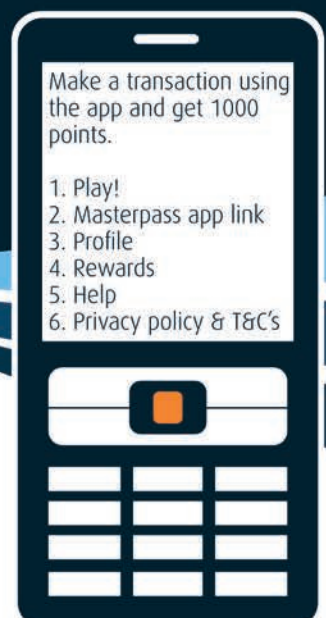 Make a transaction using
the app and get 1000
points.
1. Play!
2. Masterpass app link
3. Profile
4. Rewards
5. Help
6. Privacy policy & T&C's